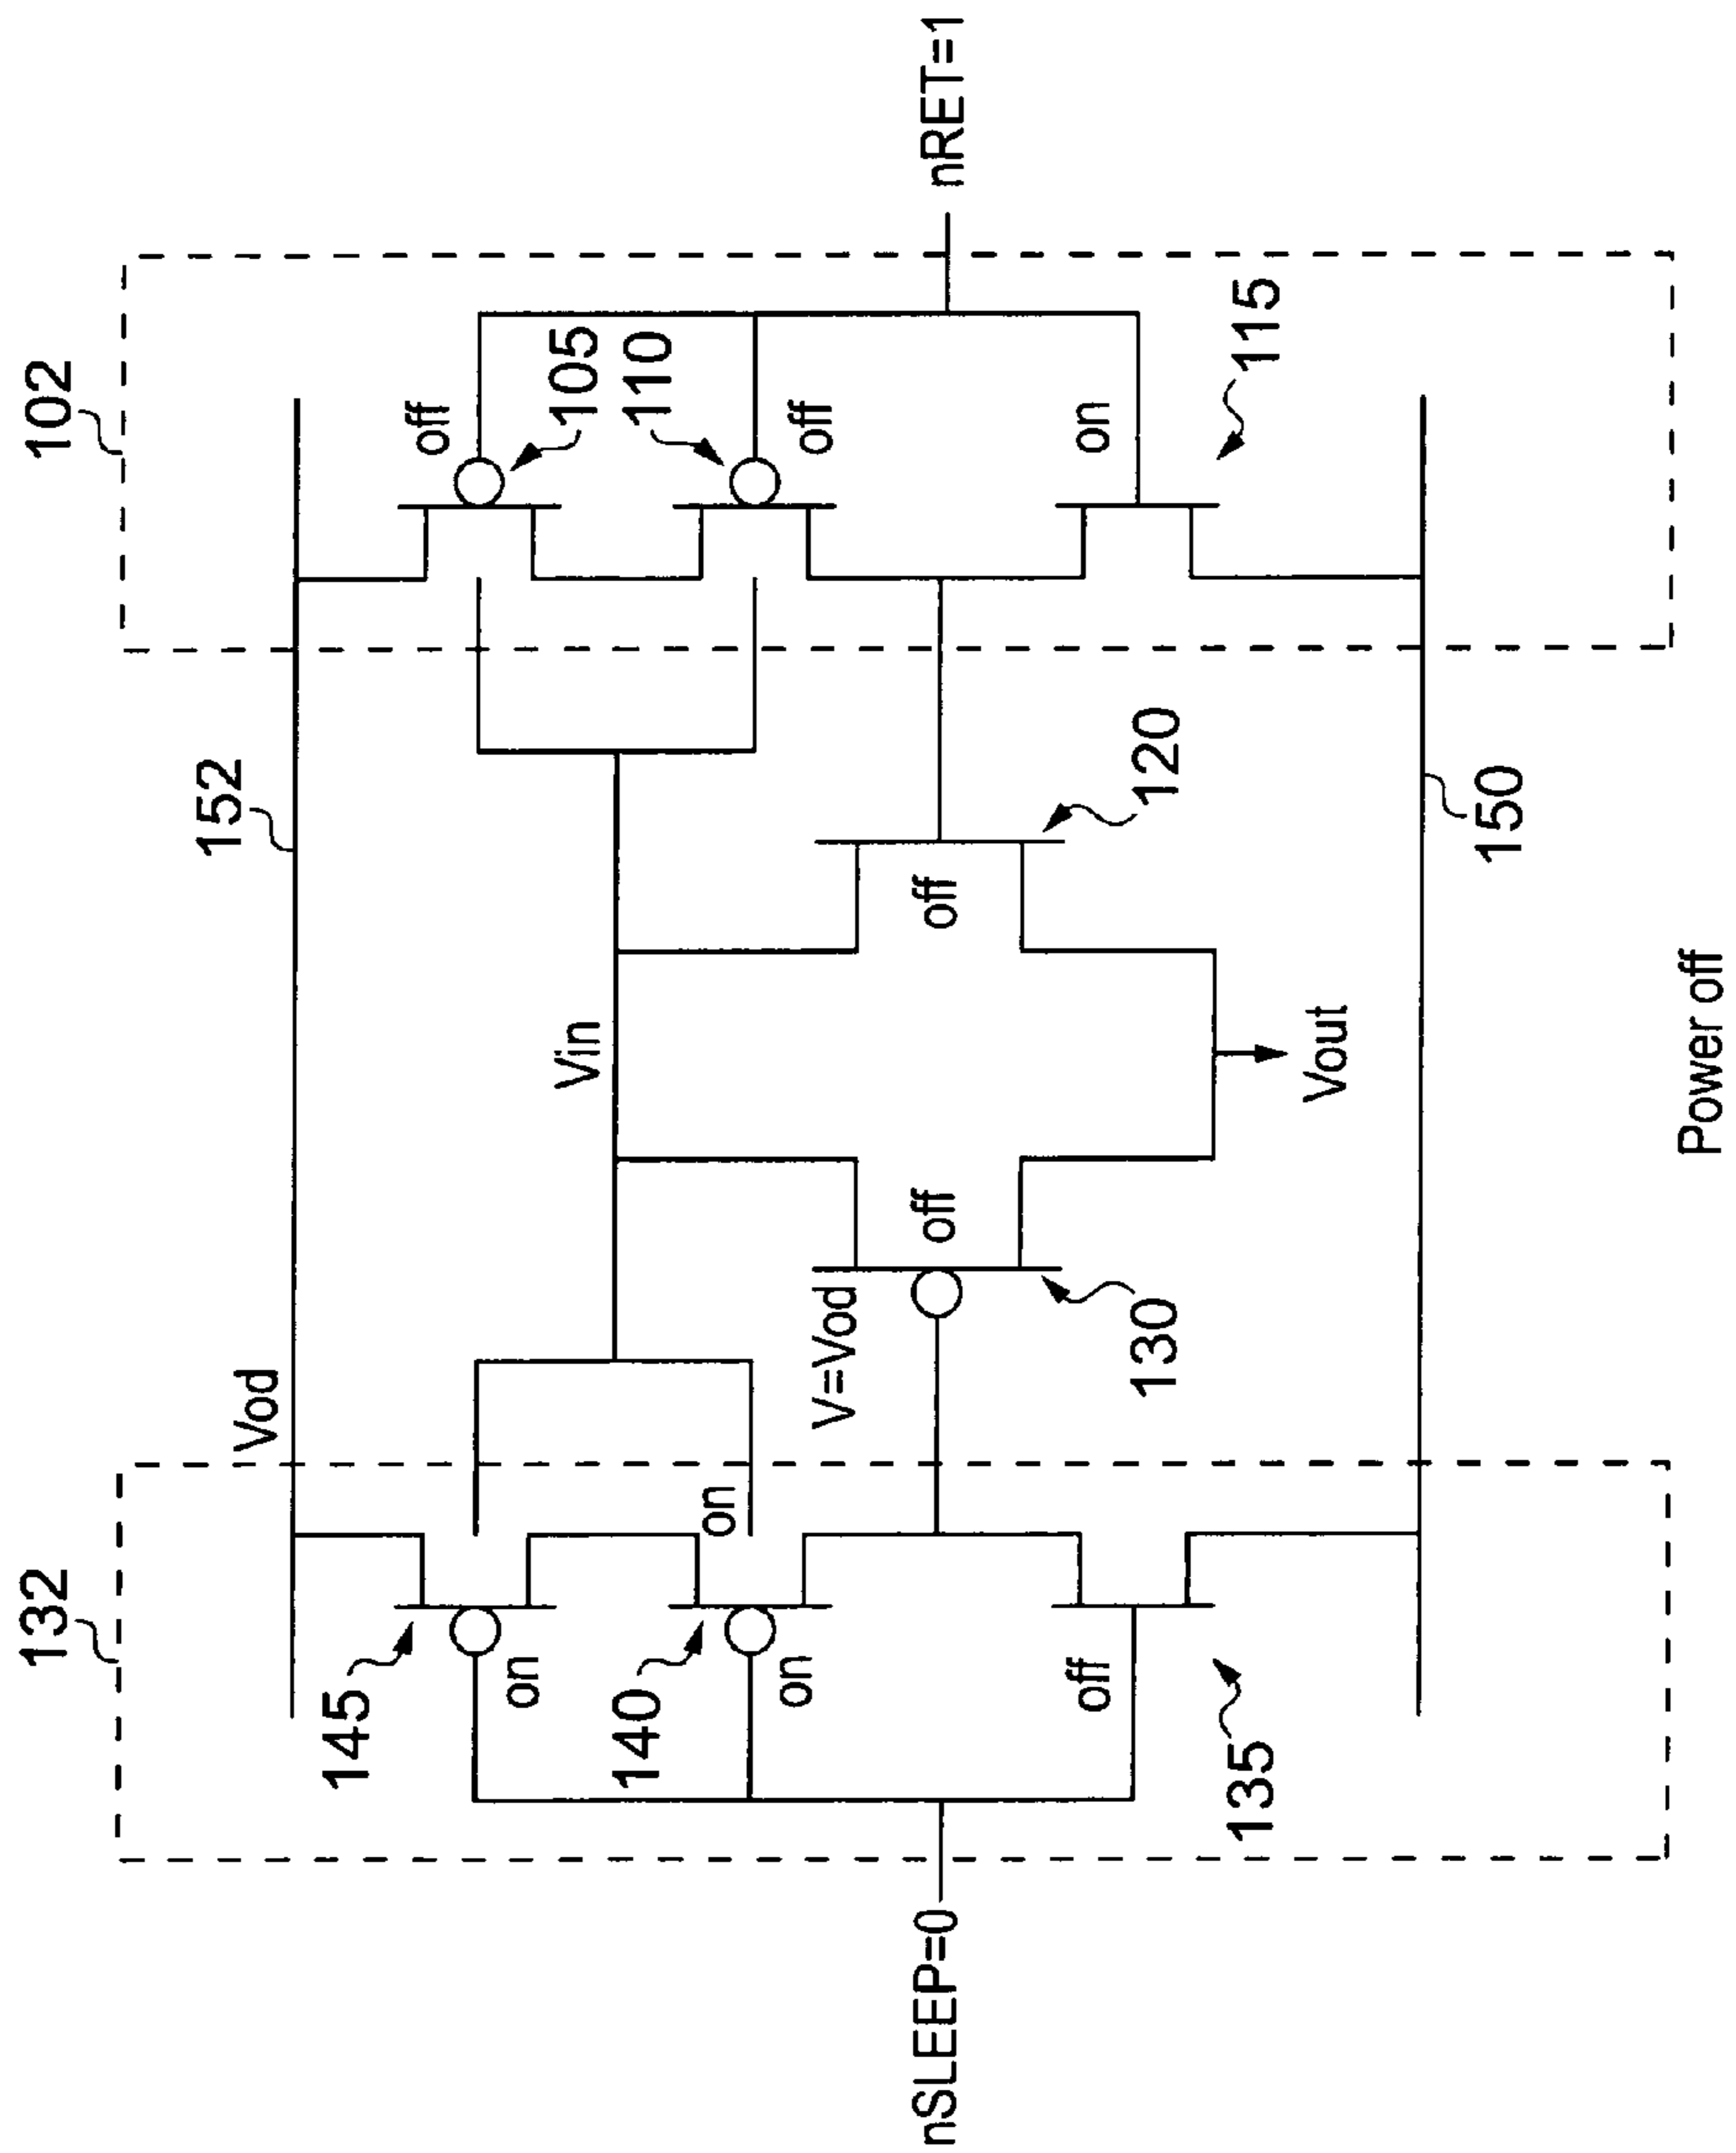 132
102
152
Vod
nSLEEP=0
145
on
140
on
on
off
135
V=Vod
off
130
Vin
Vout
off
120
150
off
105
110
off
on
115
nRET=1
Power off